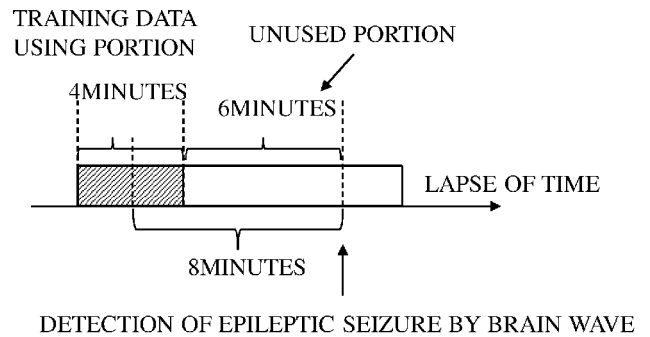 TRAINING DATA
USING PORTION
UNUSED PORTION
4MINUTES
6MINUTES
LAPSE OF TIME
8MINUTES
DETECTION OF EPILEPTIC SEIZURE BY BRAIN WAVE